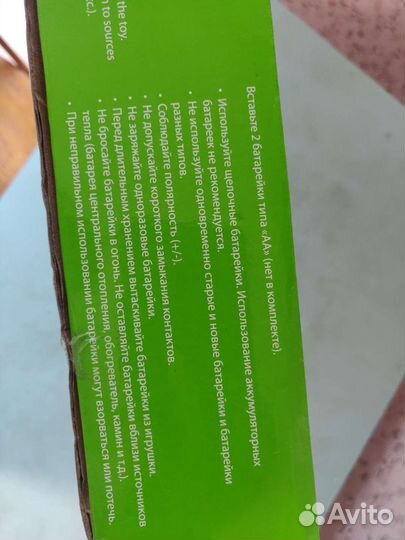 the toy.
n to sources
кс.)
Вставьте 2 батарейки типа «АА» (нет в комплекте).
• Используйте щелочные батарейки. Использование аккумуляторных
батареек не рекомендуется.
• Не используйте одновременно старые и новые батарейки и батарейки
разных типов.
• Соблюдайте полярность (+/-).
• Не допускайте короткого замыкания контактов.
• Не заряжайте одноразовые батарейки.
• Перед длительным хранением вытаскивайте батарейки из игрушки.
• Не бросайте батарейки в огонь. Не оставляйте батарейки вблизи источников
тепла (батарея центрального отопления, обогреватель, камин и т.д.).
• При неправильном использовании батарейки могут взорваться или потечь.
Avito